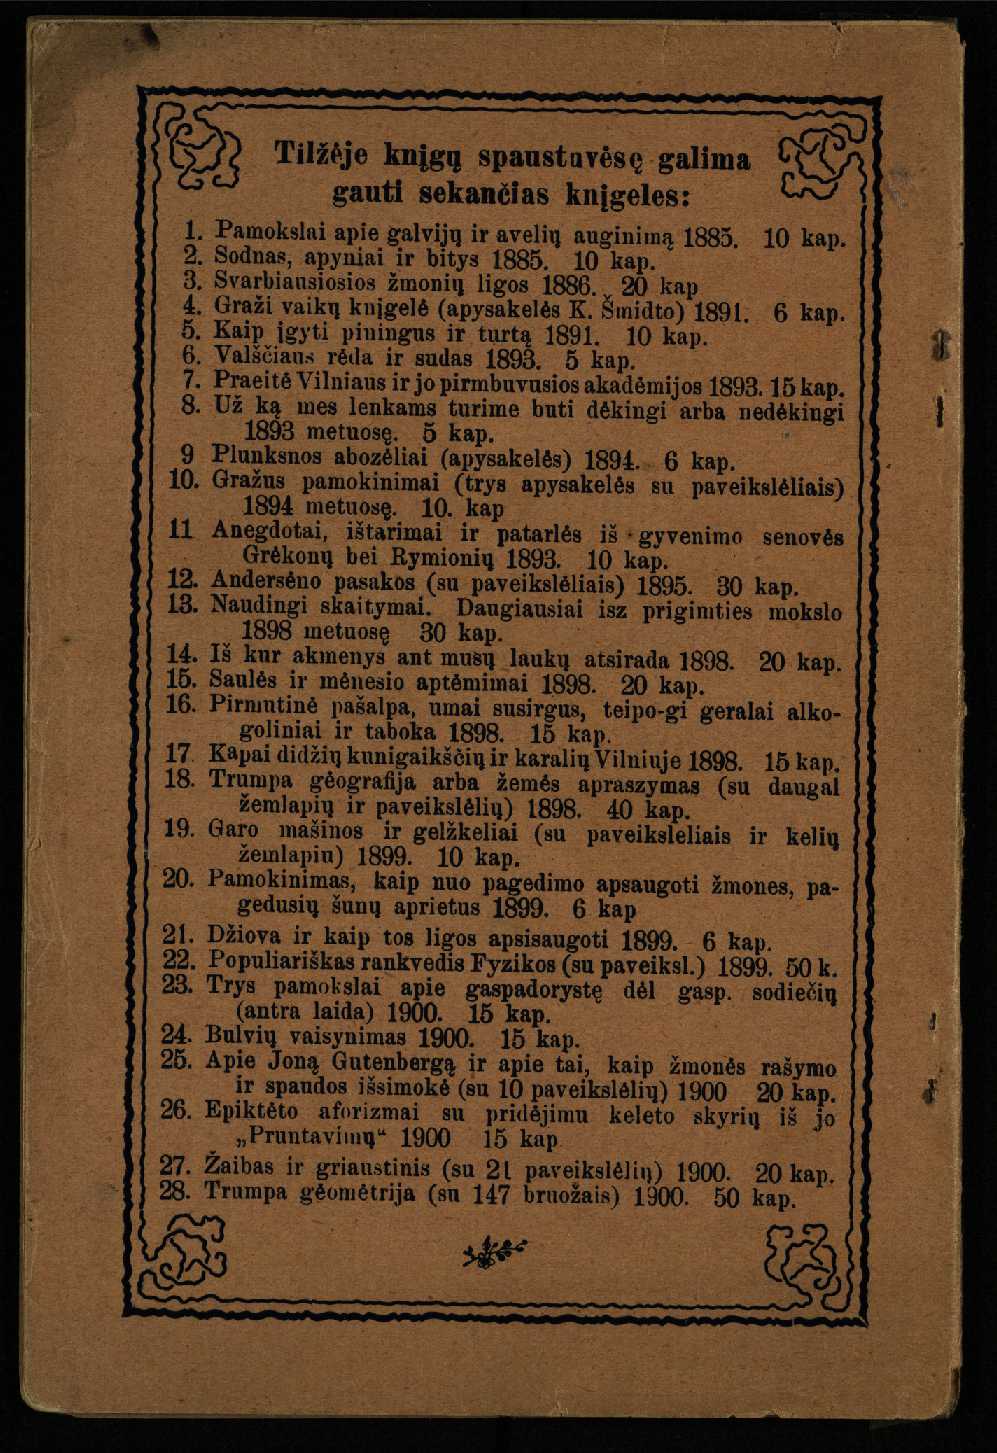 Tilžėje knįgų spaustuvėsę galima
gauti sekančias knįgeles:
1. Pamokslai apie galvijų ir avelių auginimą 1885. 10 kap.
2. Sodnas, apyniai ir bitys 1885. 10 kap.
3. Svarbiausiosios žmonių ligos 1886. 20 kap
4. Graži vaikų knįgelė (apysakelės K. Šmidto) 1891. 6 kap.
5. Kaip įgyti piningus ir turtą 1891. 10 kap.
6. Valščiaus rėda ir sudas 1893. 5 kap.
7. Praeitė Vilniaus ir jo pirmbuvusios akadėmijos 1893. 15 kap.
8. Už ką mes lenkams turime buti dėkingi arba nedėkingi
1893 metuosę. 5 kap.
9 Plunksnos abozėliai (apysakelės) 1894. 6 kap.
10. Gražus pamokinimai (trys apysakelės su paveikslėliais)
1894 metuosę. 10. kap
11 Anegdotai, ištarimai ir patarlės iš gyvenimo senovės
Grėkonų bei Rymionių 1893. 10 kap.
12. Andersėno pasakos (su paveikslėliais) 1895. 30 kap.
13. Naudingi skaitymai. Daugiausiai isz prigimties mokslo
1898 metuosę 30 kap.
14. Iš kur akmenys ant musų laukų atsirada 1898. 20 kap.
15. Saulės ir mėnesio aptėmimai 1898. 20 kap.
16. Pirmutinė pašalpa, umai susirgus, teipo-gi geralai alko-
goliniai ir taboka 1898. 15 kap.
17. Kapai didžių kunigaikščių ir karalių Vilniuje 1898. 15 kap.
18. Trumpa gėografija arba žemės apraszymas (su daugal
žemlapių ir paveikslėlių) 1898. 40 kap.
19. Garo mašinos ir gelžkeliai (su paveiksleliais ir kelių
žemlapiu) 1899. 10 kap.
20. Pamokinimas, kaip nuo pagedimo apsaugoti žmones, pa-
gedusių šunų aprietus 1899. 6 kap
21. Džiova ir kaip tos ligos apsisaugoti 1899. 6 kap.
22. Populiariškas rankvedis Fyzikos (su paveiksl.) 1899. 50 k.
23. Trys pamokslai apie gaspadorystę dėl gasp. sodiečių
(antra laida) 1900. 15 kap.
24. Bulvių vaisynimas 1900. 15 kap.
25. Apie Joną Gutenbergą ir apie tai, kaip žmonės rašymo
ir spaudos išsimokė (su 10 paveikslėlių) 1900 20 kap.
26. Epiktėto aforizmai su pridėjimu keleto skyrių iš jo
„Pruntavimų“ 1900 15 kap
27. Žaibas ir griaustinis (su 21 paveikslėlių) 1900. 20 kap.
28. Trumpa gėomėtrija (su 147 bruožais) 1900. 50 kap.